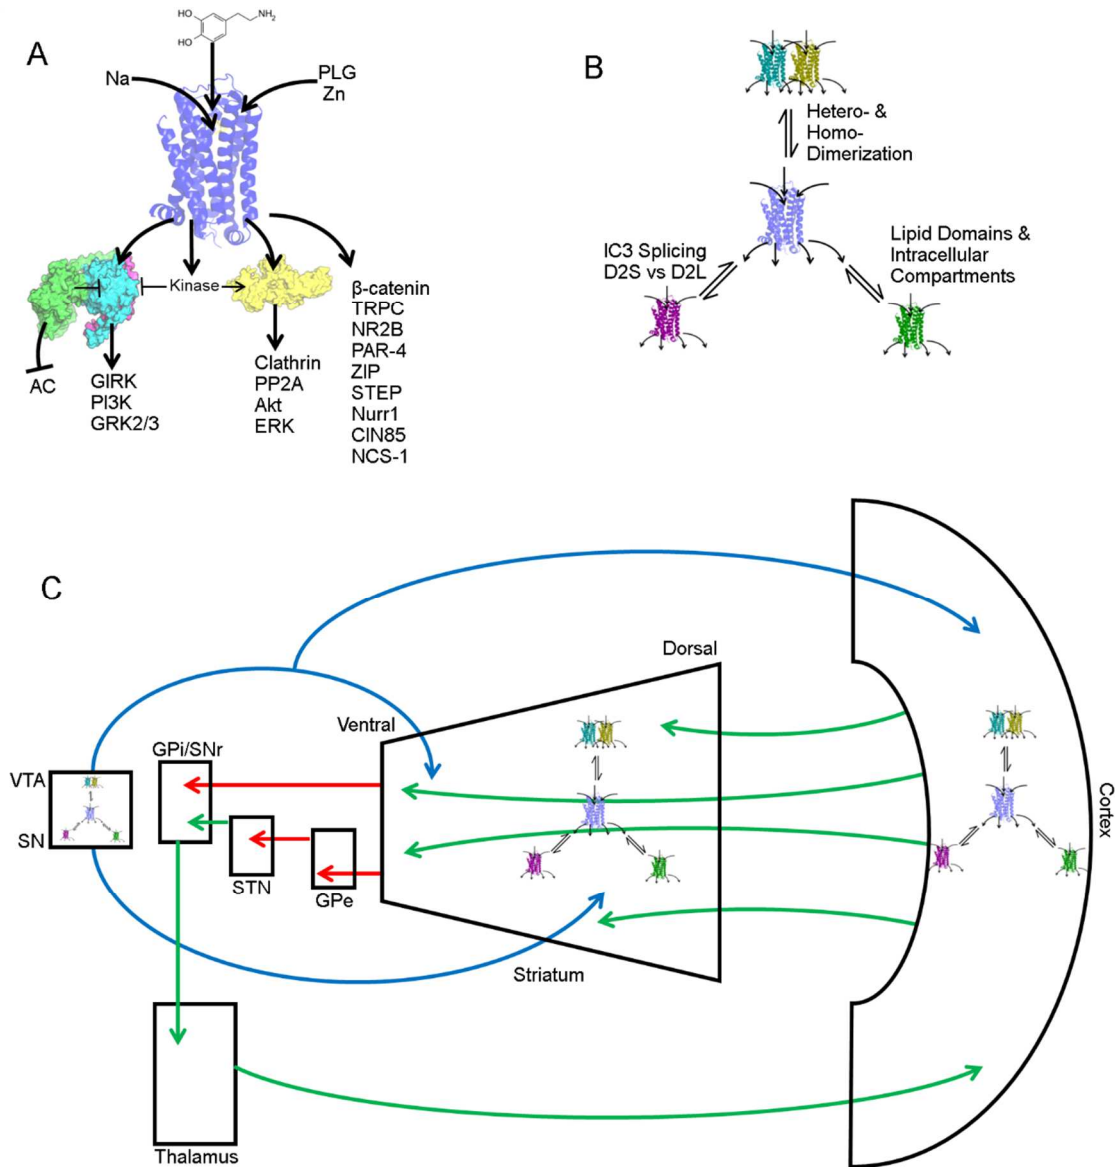 A
HO
HO
NH₂
Na
PLG
Zn
Kinase
AC
GIRK
PI3K
GRK2/3
Clathrin
PP2A
Akt
ERK
β-catenin
TRPC
NR2B
PAR-4
ZIP
STEP
Nurr1
CIN85
NCS-1
B
Hetero- &
Homo-
Dimerization
IC3 Splicing
D2S vs D2L
Lipid Domains &
Intracellular
Compartments
C
Dorsal
Ventral
GPi/SNr
VTA
SN
STN
GPe
Striatum
Thalamus
Cortex